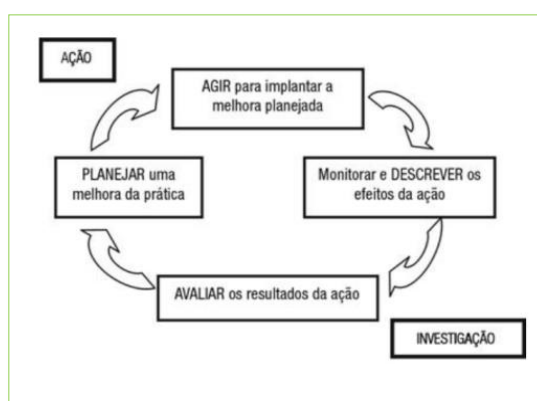 AÇÃO
AGIR para implantar a
melhora planejada
PLANEJAR uma
melhora da prática
Monitorar e DESCREVER os
efeitos da ação
AVALIAR os resultados da ação
INVESTIGAÇÃO